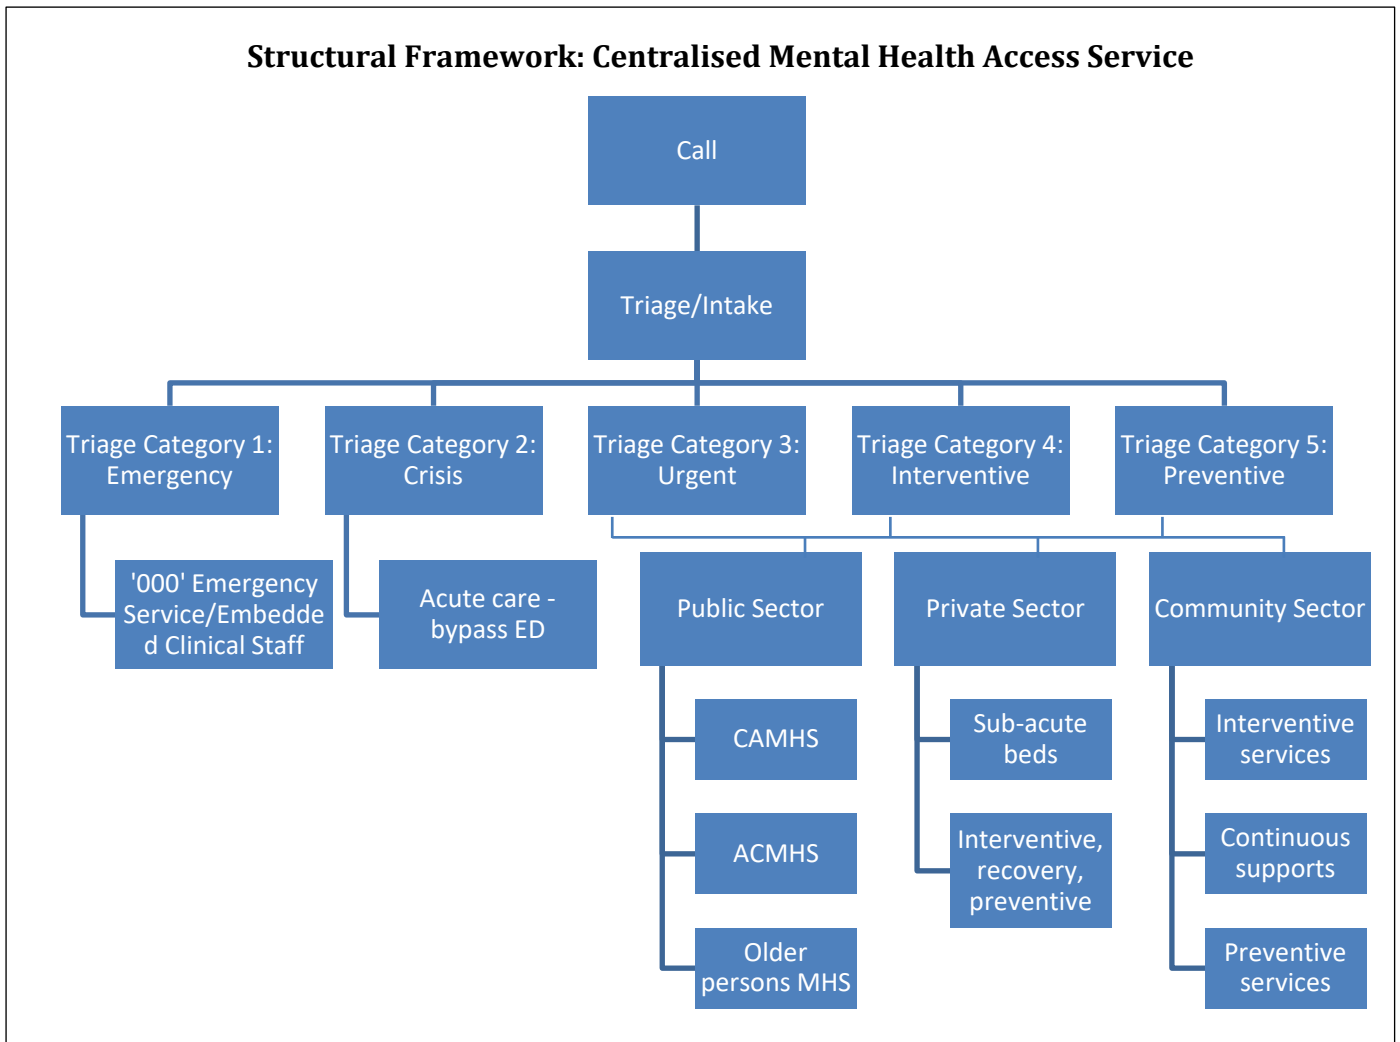 Structural Framework: Centralised Mental Health Access Service
Call
Triage/Intake
Triage Category 1:
Emergency
Triage Category 2:
Crisis
Triage Category 3:
Urgent
Triage Category 4:
Interventive
Triage Category 5:
Preventive
'000' Emergency
Service/Embedde
d Clinical Staff
Acute care -
bypass ED
Public Sector
Private Sector
Community Sector
CAMHS
ACMHS
Older
persons MHS
Sub-acute
beds
Interventive,
recovery,
preventive
Interventive
services
Continuous
supports
Preventive
services